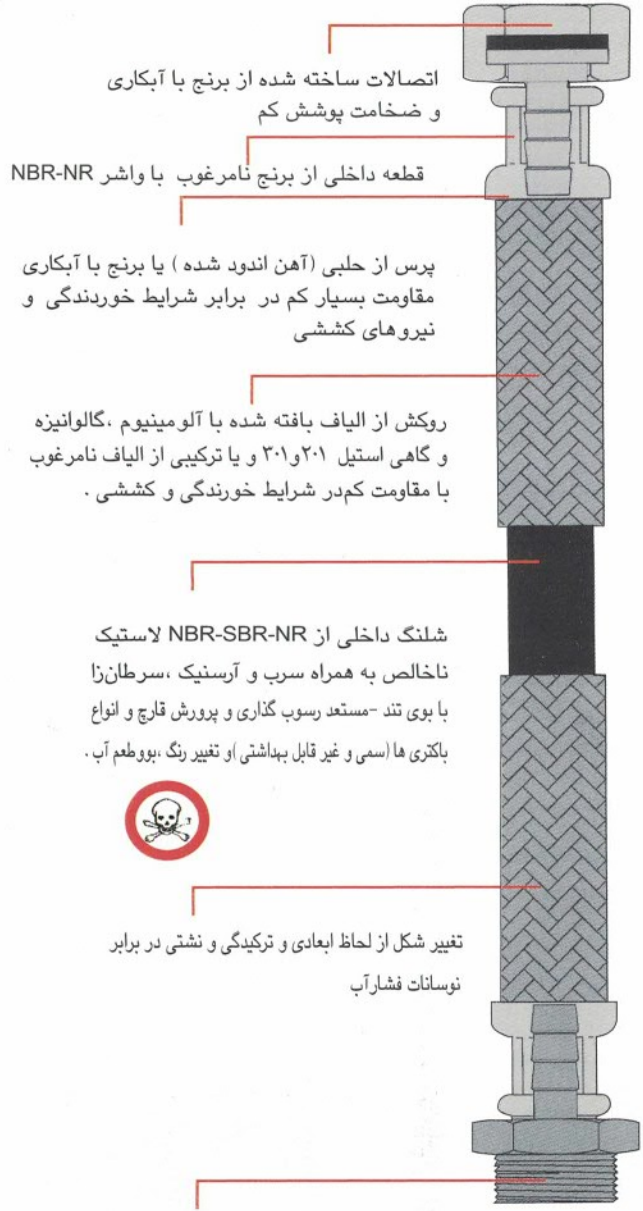 اتصالات ساخته شده از برنج با آبکاری
و ضخامت پوشش کم
قطعه داخلی از برنج نامرغوب با واشر NBR-NR
پرس از حلبی (آهن اندود شده ) یا برنج با آبکاری
مقاومت بسیار کم در برابر شرایط خوردندگی و
نیروهای کششی
روکش از الیاف بافته شده با آلومینیوم ،گالوانیزه
و گاهی استیل ۲۰۱و۳۰۱ و یا ترکیبی از الیاف نامرغوب
با مقاومت کم‌در شرایط خورندگی و کششی .
شلنگ داخلی از NBR-SBR-NR لاستیک
ناخالص به همراه سرب و آرسنیک ،سرطان‌زا
با بوی تند -مستعد رسوب گذاری و پرورش قارچ و انواع
باکتری ها (سمی و غیر قابل بهداشتی )و تغییر رنگ ،بووطعم آب .
تغییر شکل از لحاظ ابعادی و ترکیدگی و نشتی در برابر
نوسانات فشارآب